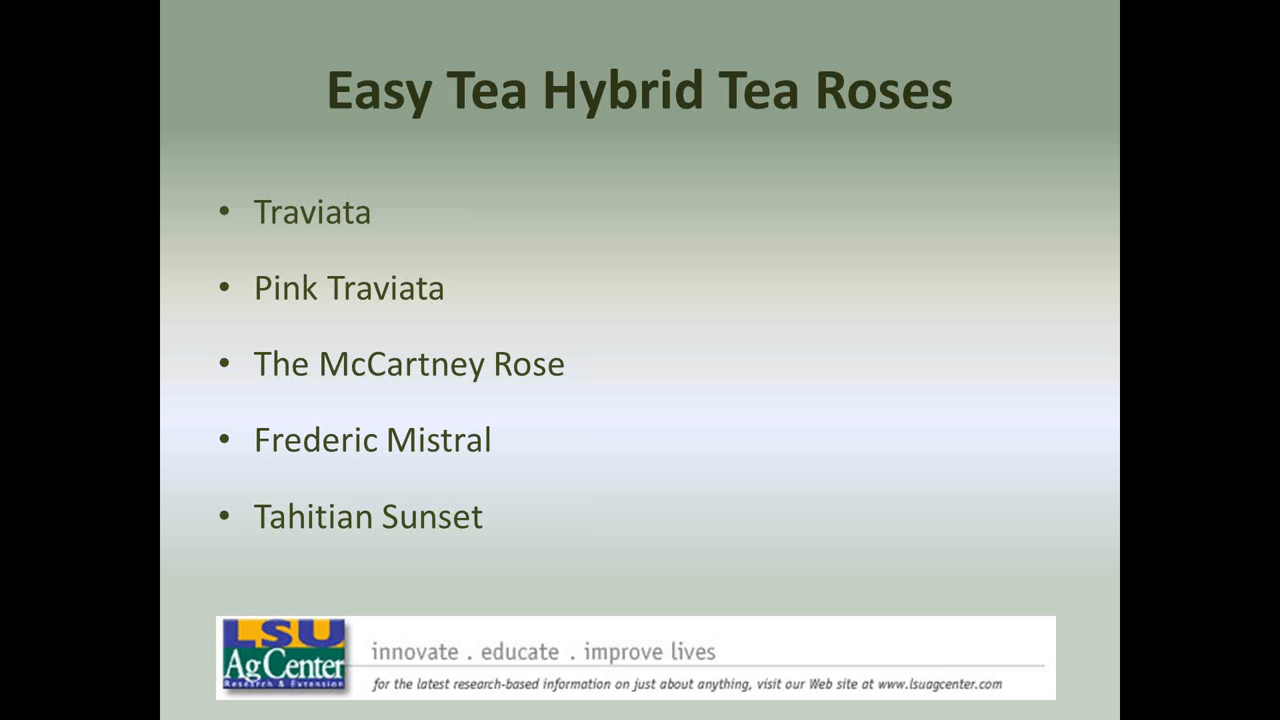 Easy Tea Hybrid Tea Roses
• Traviata
• Pink Traviata
• The McCartney Rose
• Frederic Mistral
• Tahitian Sunset
LSU
AgCenter
Research & Extension
innovate . educate . improve lives
for the latest research-based information on just about anything, visit our Web site at www.lsuagcenter.com